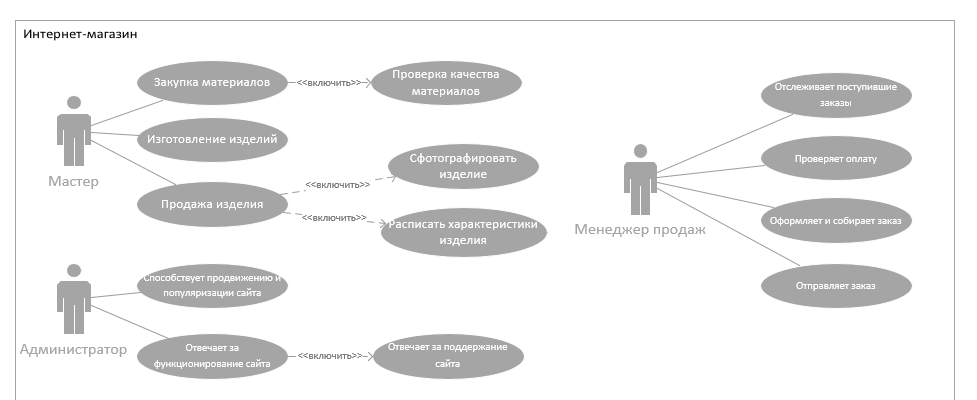 Интернет-магазин
Закупка материалов
<<включить>>
Проверка качества
материалов
Изготовление изделий
Мастер
Продажа изделия
<<включить>>
Сфотографировать
изделие
<<включить>>
Расписать характеристики
изделия
Способствует продвижению и
популяризации сайта
Администратор
Отвечает за
функционирование сайта
<<включить>>
Отвечает за поддержание
сайта
Отслеживает поступившие
заказы
Проверяет оплату
Менеджер продаж
Оформляет и собирает заказ
Отправляет заказ